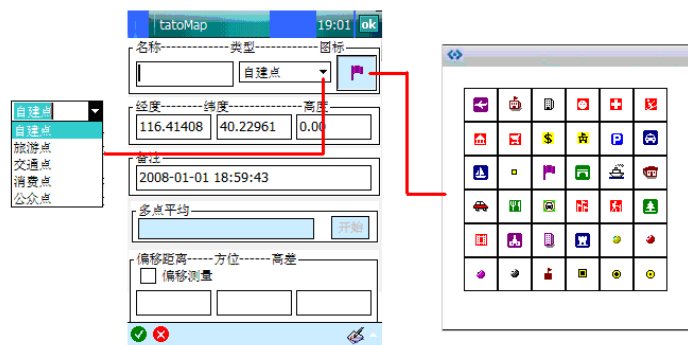 tatoMap 19:01 ok
名称-------------类型---------图标
自建点
自建点
自建点
旅游点
交通点
消费点
公众点
经度--------纬度-----------高度
116.41408 40.22961 0.00
备注
2008-01-01 18:59:43
多点平均
开始
偏移距离-----方位------高差
偏移测量